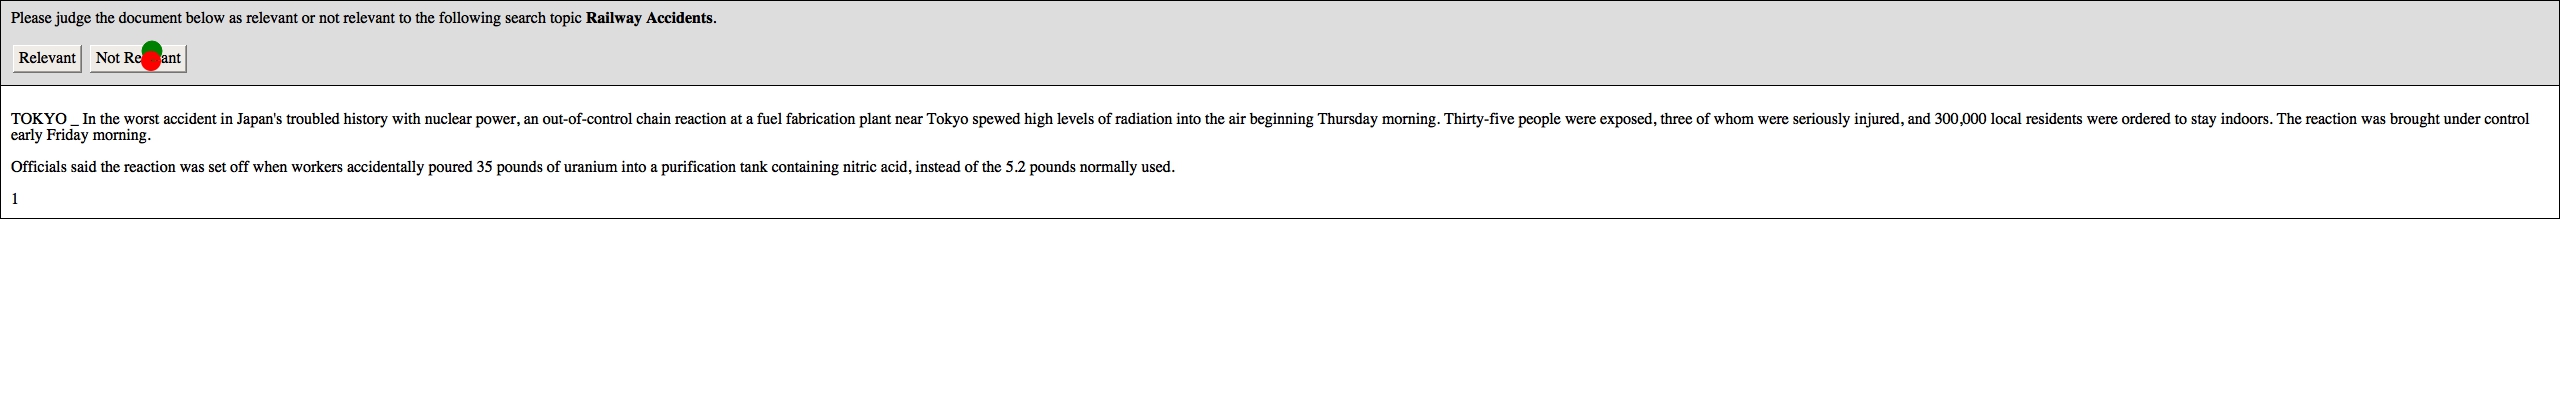 Please judge the document below as relevant or not relevant to the following search topic Railway Accidents.
Relevant Not Re ant
TOKYO _ In the worst accident in Japan's troubled history with nuclear power, an out-of-control chain reaction at a fuel fabrication plant near Tokyo spewed high levels of radiation into the air beginning Thursday morning. Thirty-five people were exposed, three of whom were seriously injured, and 300,000 local residents were ordered to stay indoors. The reaction was brought under control
early Friday morning.
Officials said the reaction was set off when workers accidentally poured 35 pounds of uranium into a purification tank containing nitric acid, instead of the 5.2 pounds normally used.
1